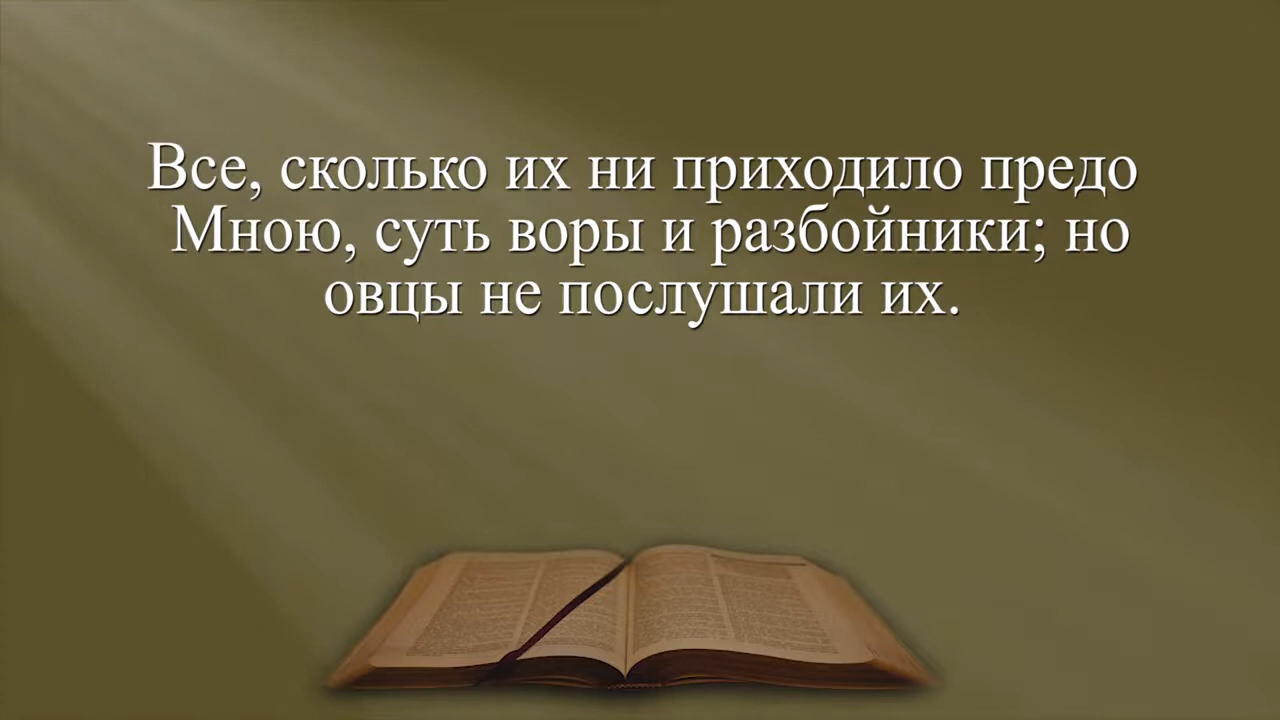 Все, сколько их ни приходило предо
Мною, суть воры и разбойники; но
овцы не послушали их.